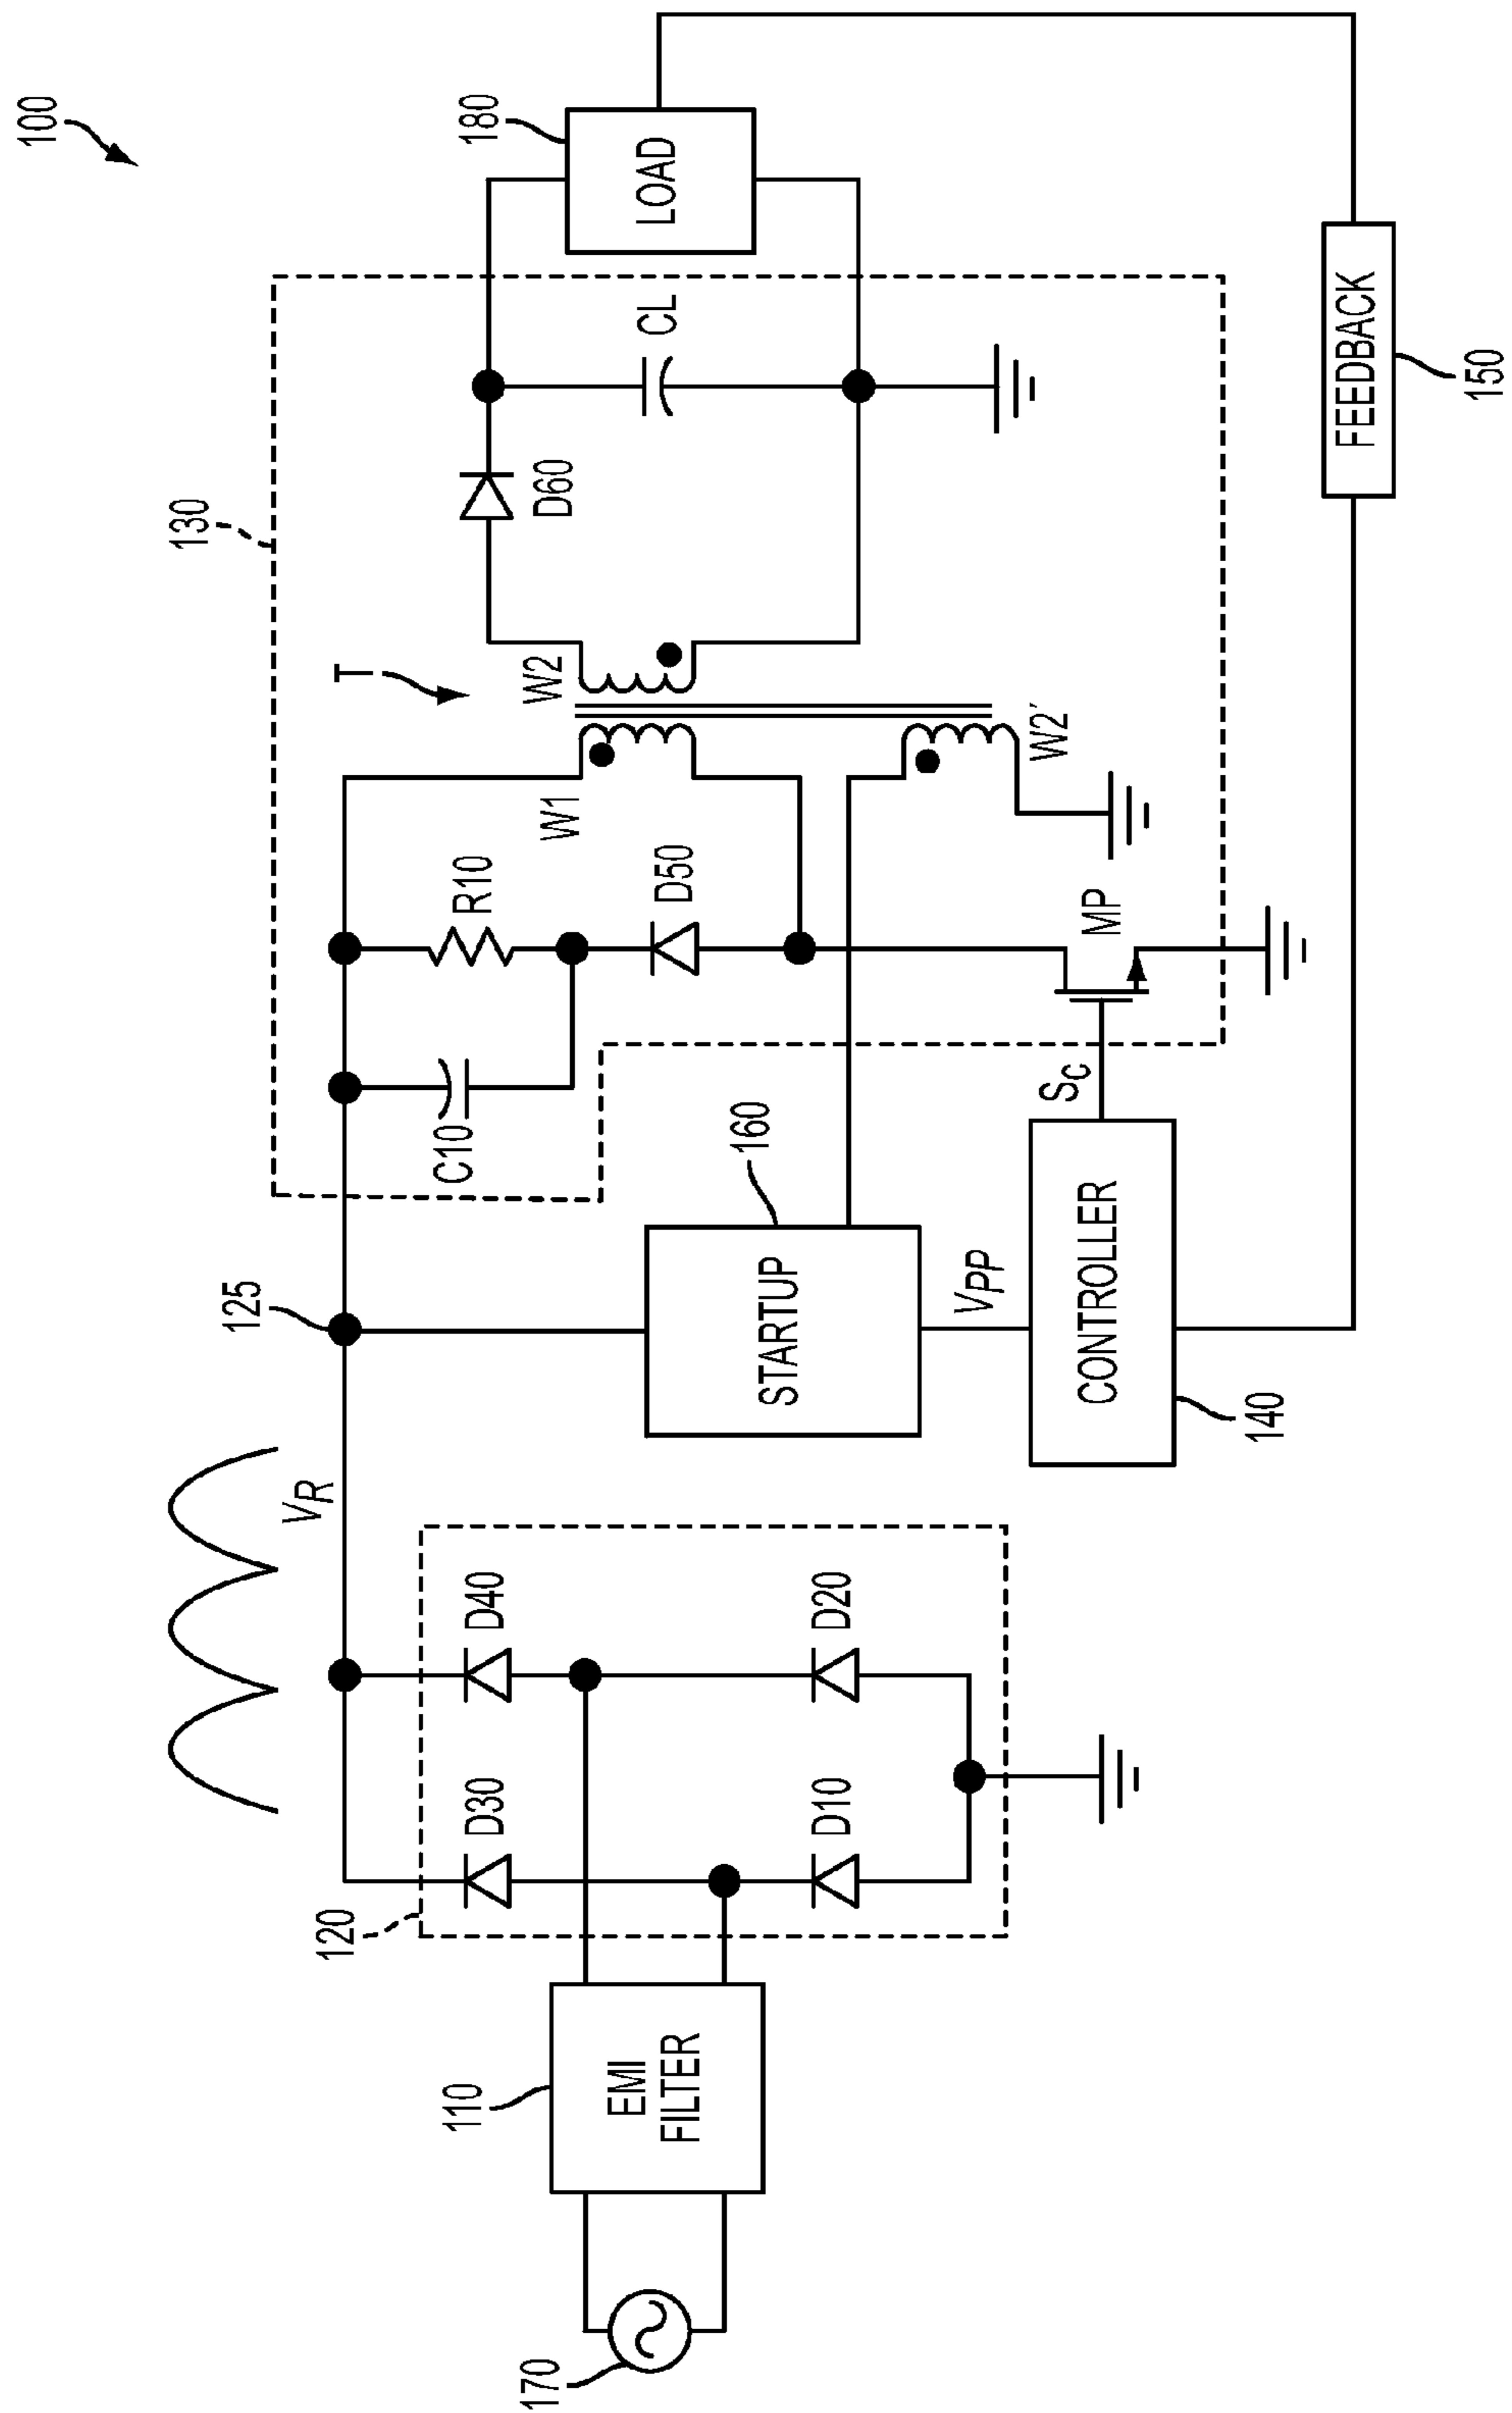 100
170
110
EMI
FILTER
120
D30
D40
D10
D20
VR
125
STARTUP
160
VPP
CONTROLLER
140
SC
130
C10
R10
D50
MP
T
W1
W2
W2′
D60
CL
LOAD
180
FEEDBACK
150